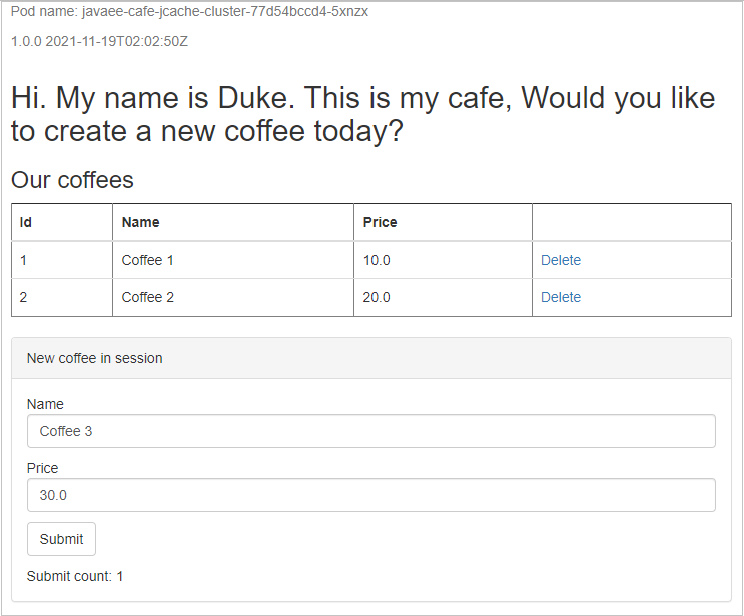 Pod name: javaee-cafe-jcache-cluster-77d54bccd4-5xnzx
1.0.0 2021-11-19T02:02:50Z
Hi. My name is Duke. This is my cafe, Would you like
to create a new coffee today?
Our coffees
Id Name Price
1 Coffee 1 10.0 Delete
2 Coffee 2 20.0 Delete
New coffee in session
Name
Coffee 3
Price
30.0
Submit
Submit count: 1